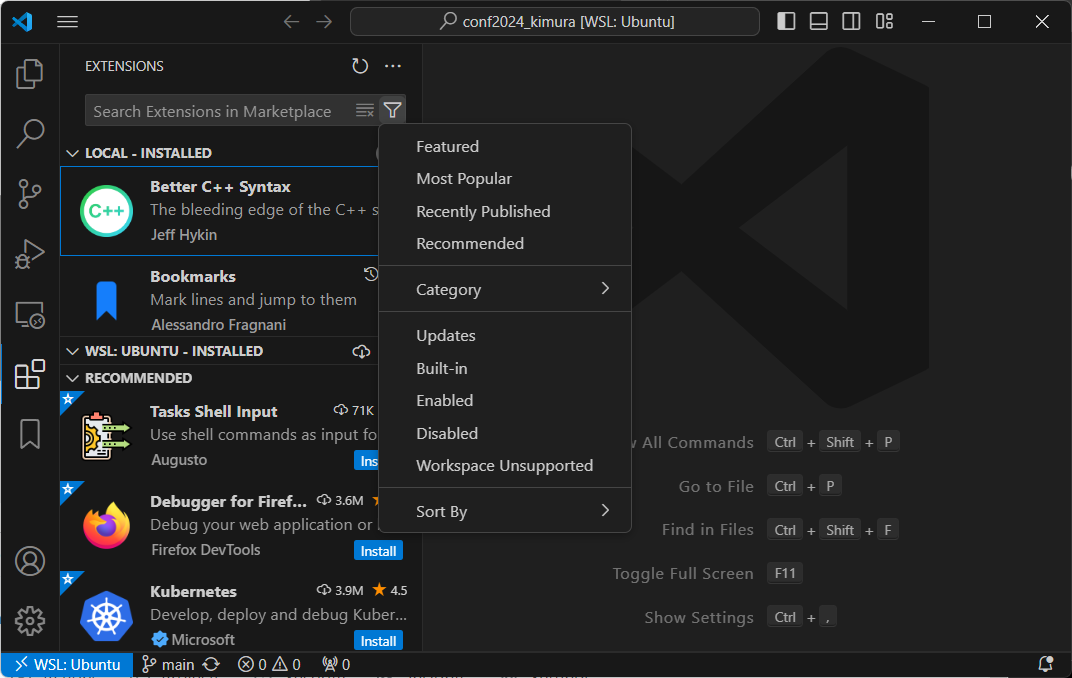 conf2024_kimura [WSL: Ubuntu]
EXTENSIONS
Search Extensions in Marketplace
LOCAL - INSTALLED
C++
Better C++ Syntax
The bleeding edge of the C++
Jeff Hykin
Bookmarks
Mark lines and jump to them
Alessandro Fragnani
WSL: UBUNTU - INSTALLED
RECOMMENDED
Tasks Shell Input 71K
Use shell commands as input fo
Augusto
Ins
Debugger for Firef... 3.6M
Debug your web application or
Firefox DevTools
Install
Kubernetes 3.9M 4.5
Develop, deploy and debug Kuber...
Microsoft
Install
Featured
Most Popular
Recently Published
Recommended
Category
Updates
Built-in
Enabled
Disabled
Workspace Unsupported
Sort By
All Commands Ctrl + Shift + P
Go to File Ctrl + P
Find in Files Ctrl + Shift + F
Toggle Full Screen F11
Show Settings Ctrl + ,
WSL: Ubuntu main 0 0 0